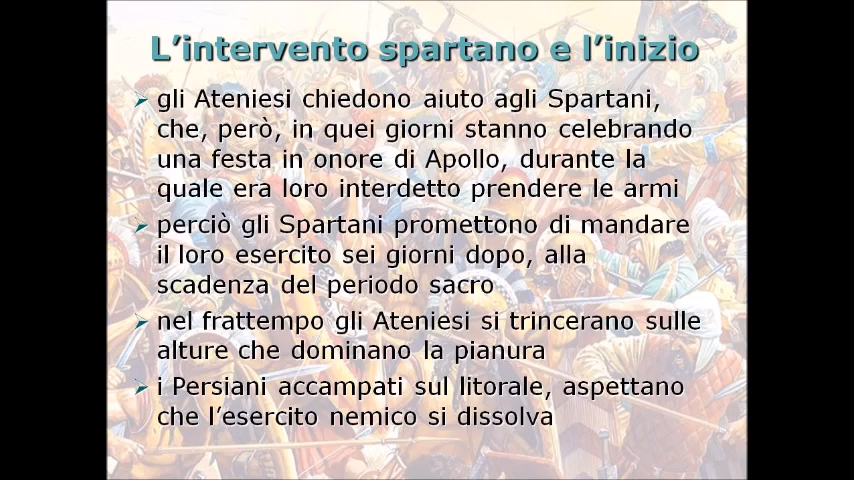 L’intervento spartano e l’inizio
gli Ateniesi chiedono aiuto agli Spartani,
che, però, in quei giorni stanno celebrando
una festa in onore di Apollo, durante la
quale era loro interdetto prendere le armi
perciò gli Spartani promettono di mandare
il loro esercito sei giorni dopo, alla
scadenza del periodo sacro
nel frattempo gli Ateniesi si trincerano sulle
alture che dominano la pianura
i Persiani accampati sul litorale, aspettano
che l’esercito nemico si dissolva